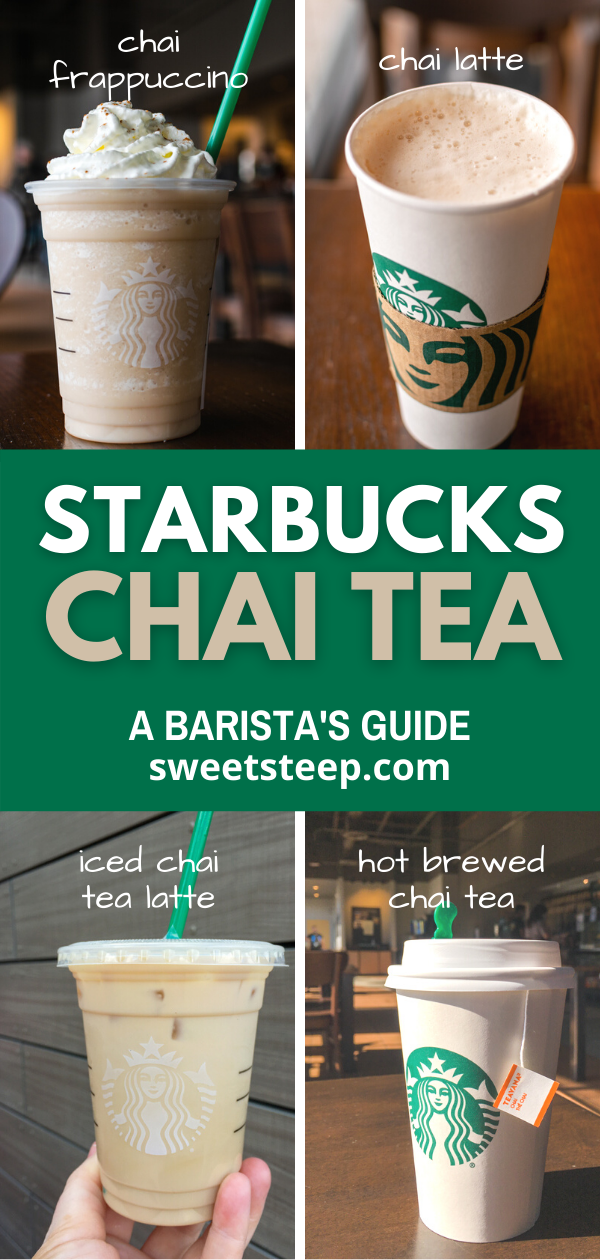 chai
frappuccino
chai latte
STARBUCKS
CHAI TEA
A BARISTA'S GUIDE
sweetsteep.com
iced chai
tea latte
hot brewed
chai tea
TEAVANA